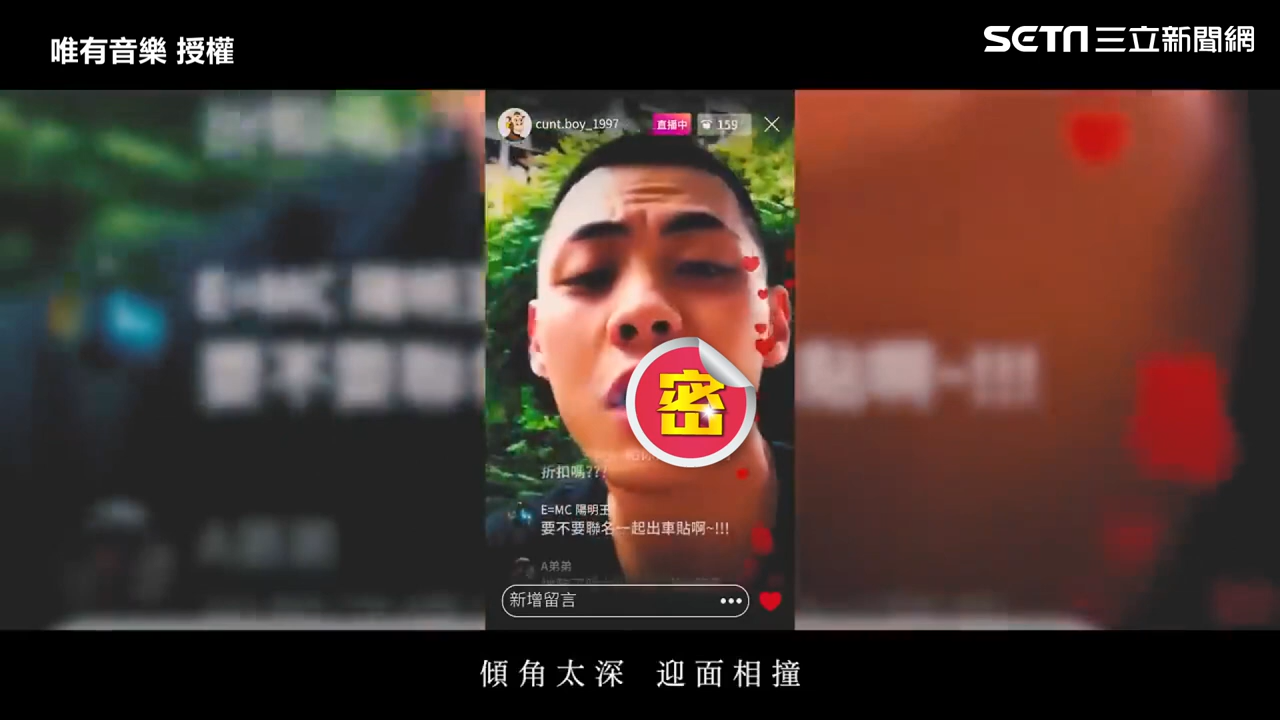 唯有音樂 授權
SETN三立新聞網
cunt.boy_1997 直播中 159
密
折扣嗎???
E=MC 陽明王
要不要聯名一起出車貼啊~!!!
A弟弟
新增留言
傾角太深 迎面相撞